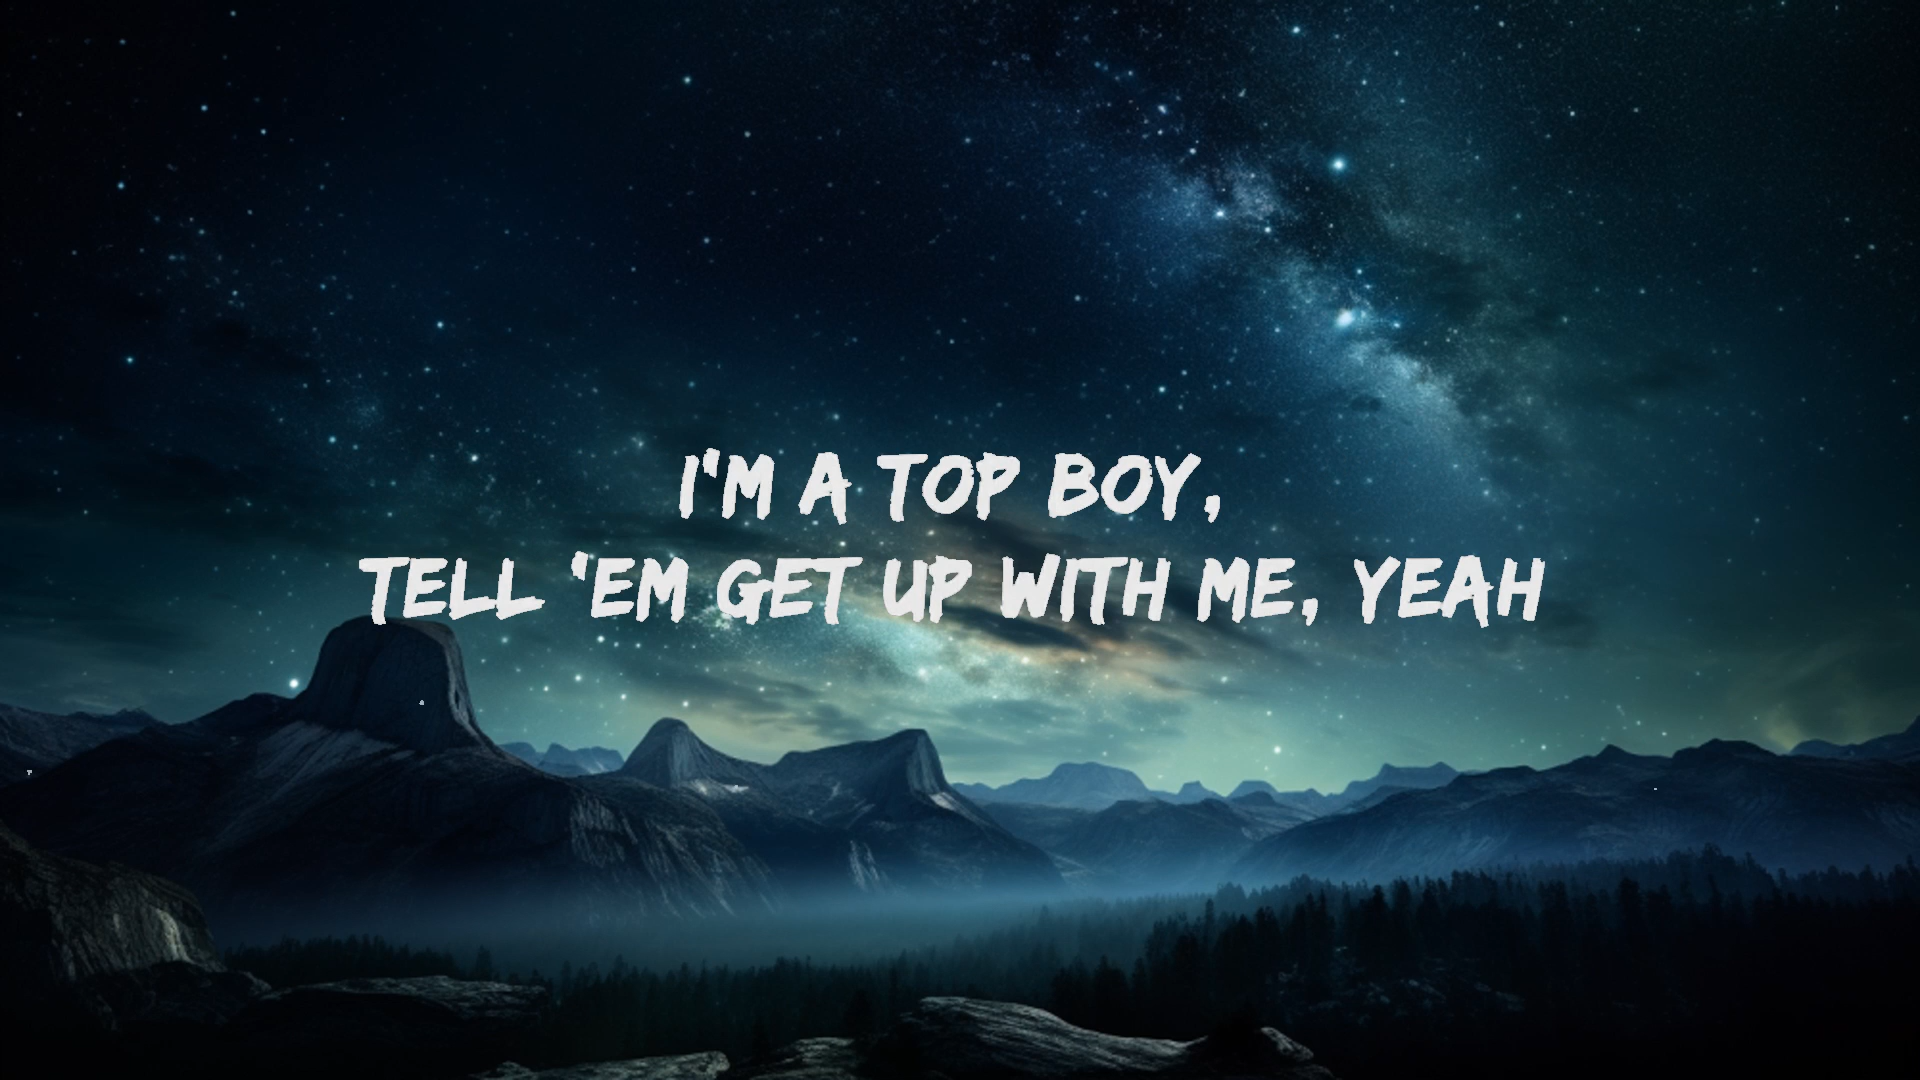 I'M A TOP BOY,
TELL 'EM GET UP WITH ME, YEAH